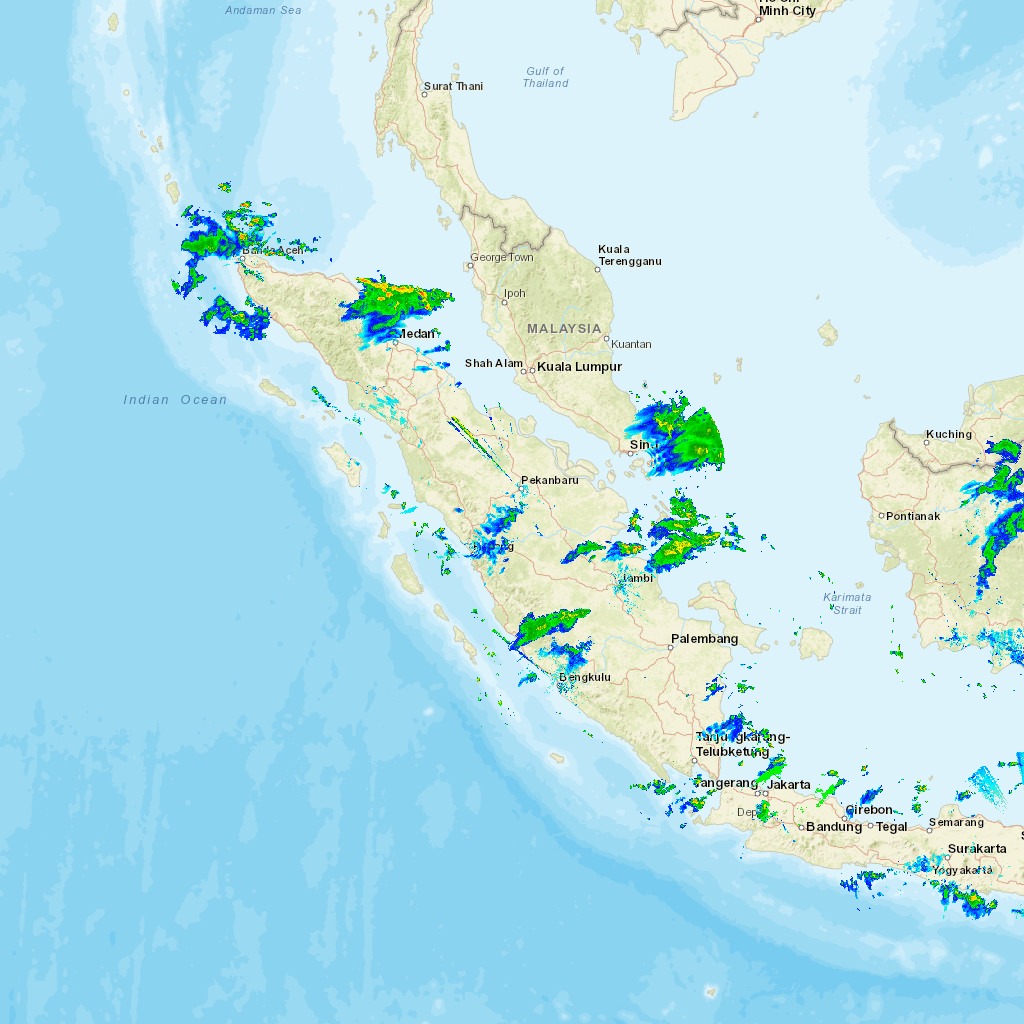 Andaman Sea
Minh City
Gulf of
Thailand
Surat Thani
Banda Aceh
George Town
Kuala
Terengganu
Ipoh
MALAYSIA
Medan
Kuantan
Shah Alam
Kuala Lumpur
Indian Ocean
Kuching
Pekanbaru
Pontianak
Jambi
Karimata
Strait
Palembang
Bengkulu
Tanjungkarang-
Telubketung
Tangerang
Jakarta
Cirebon
Bandung
Tegal
Semarang
Surakarta
Yogyakarta